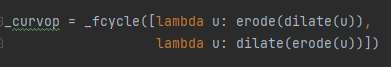 _curvop = _fcycle([lambda u: erode(dilate(u)),
lambda u: dilate(erode(u))])